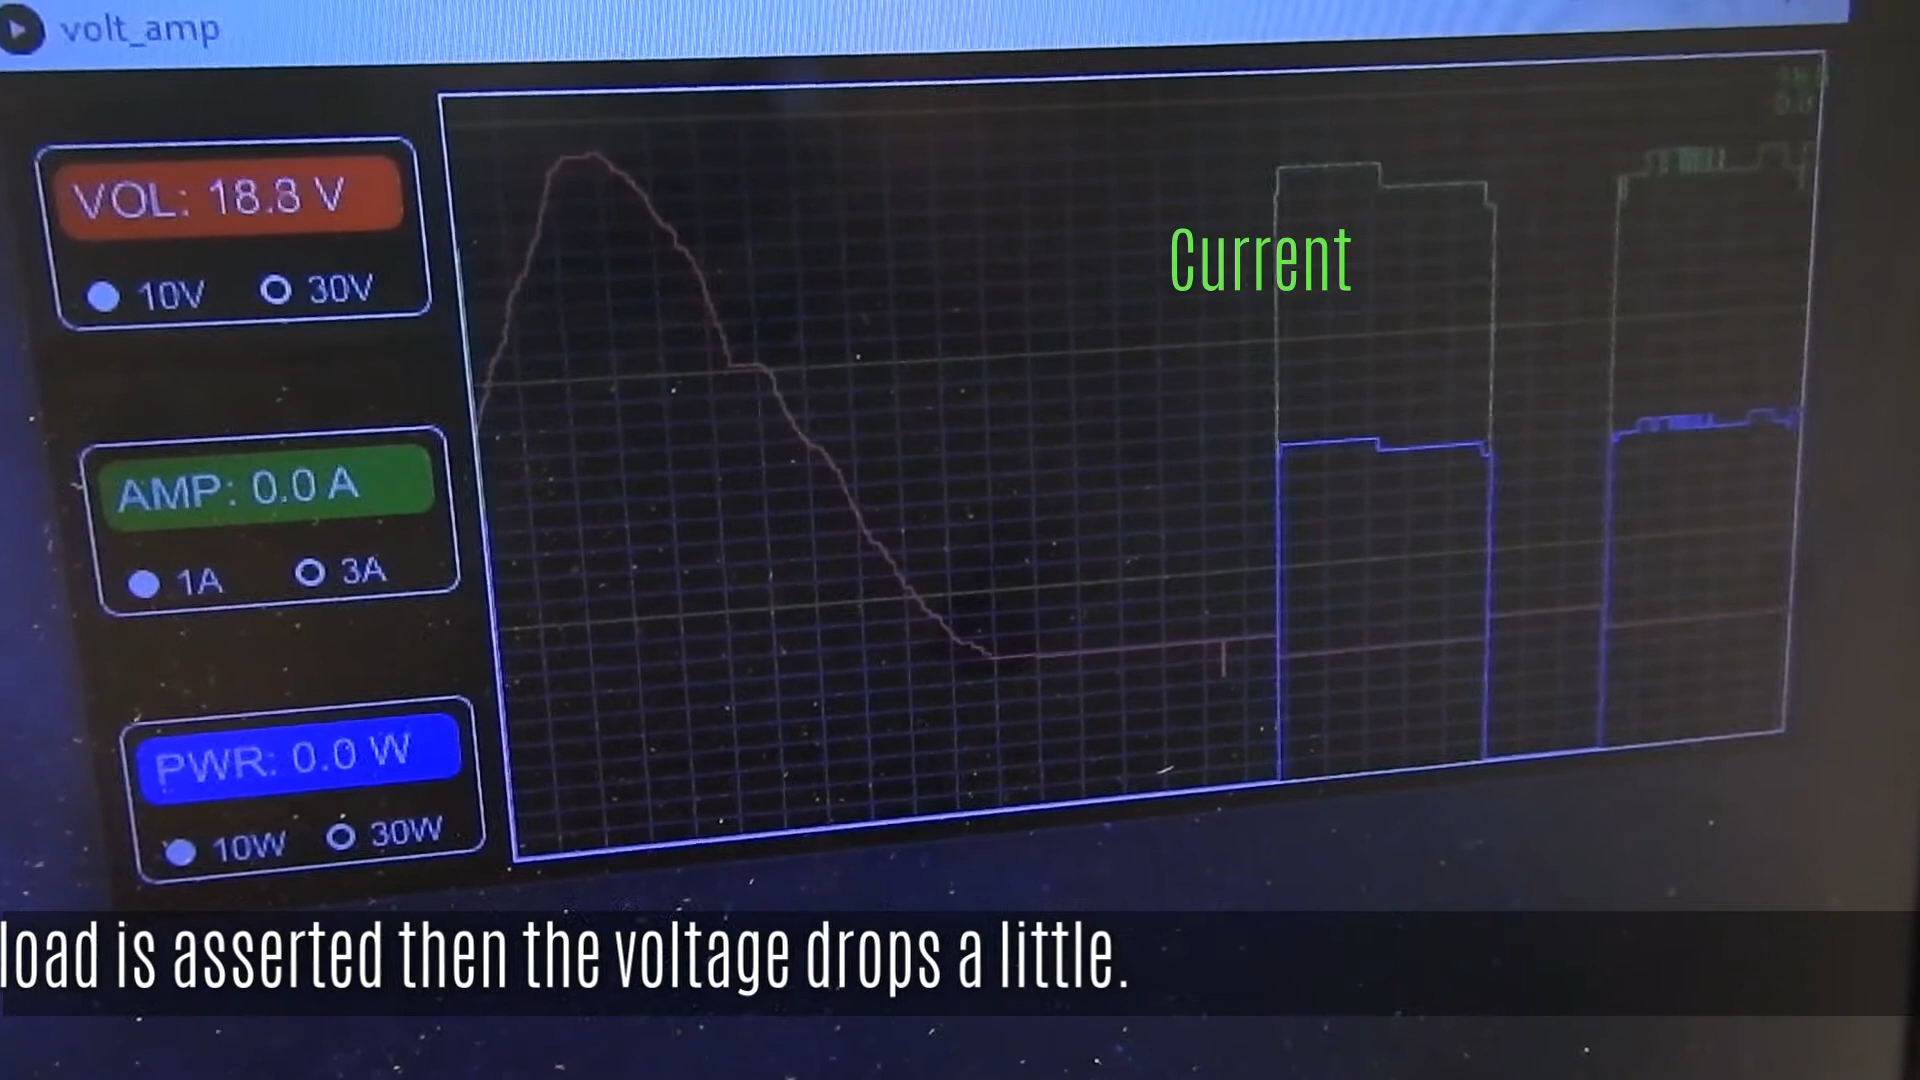 volt_amp
VOL: 18.8 V
10V 30V
Current
AMP: 0.0 A
1A 3A
PWR: 0.0 W
10W 30W
load is asserted then the voltage drops a little.